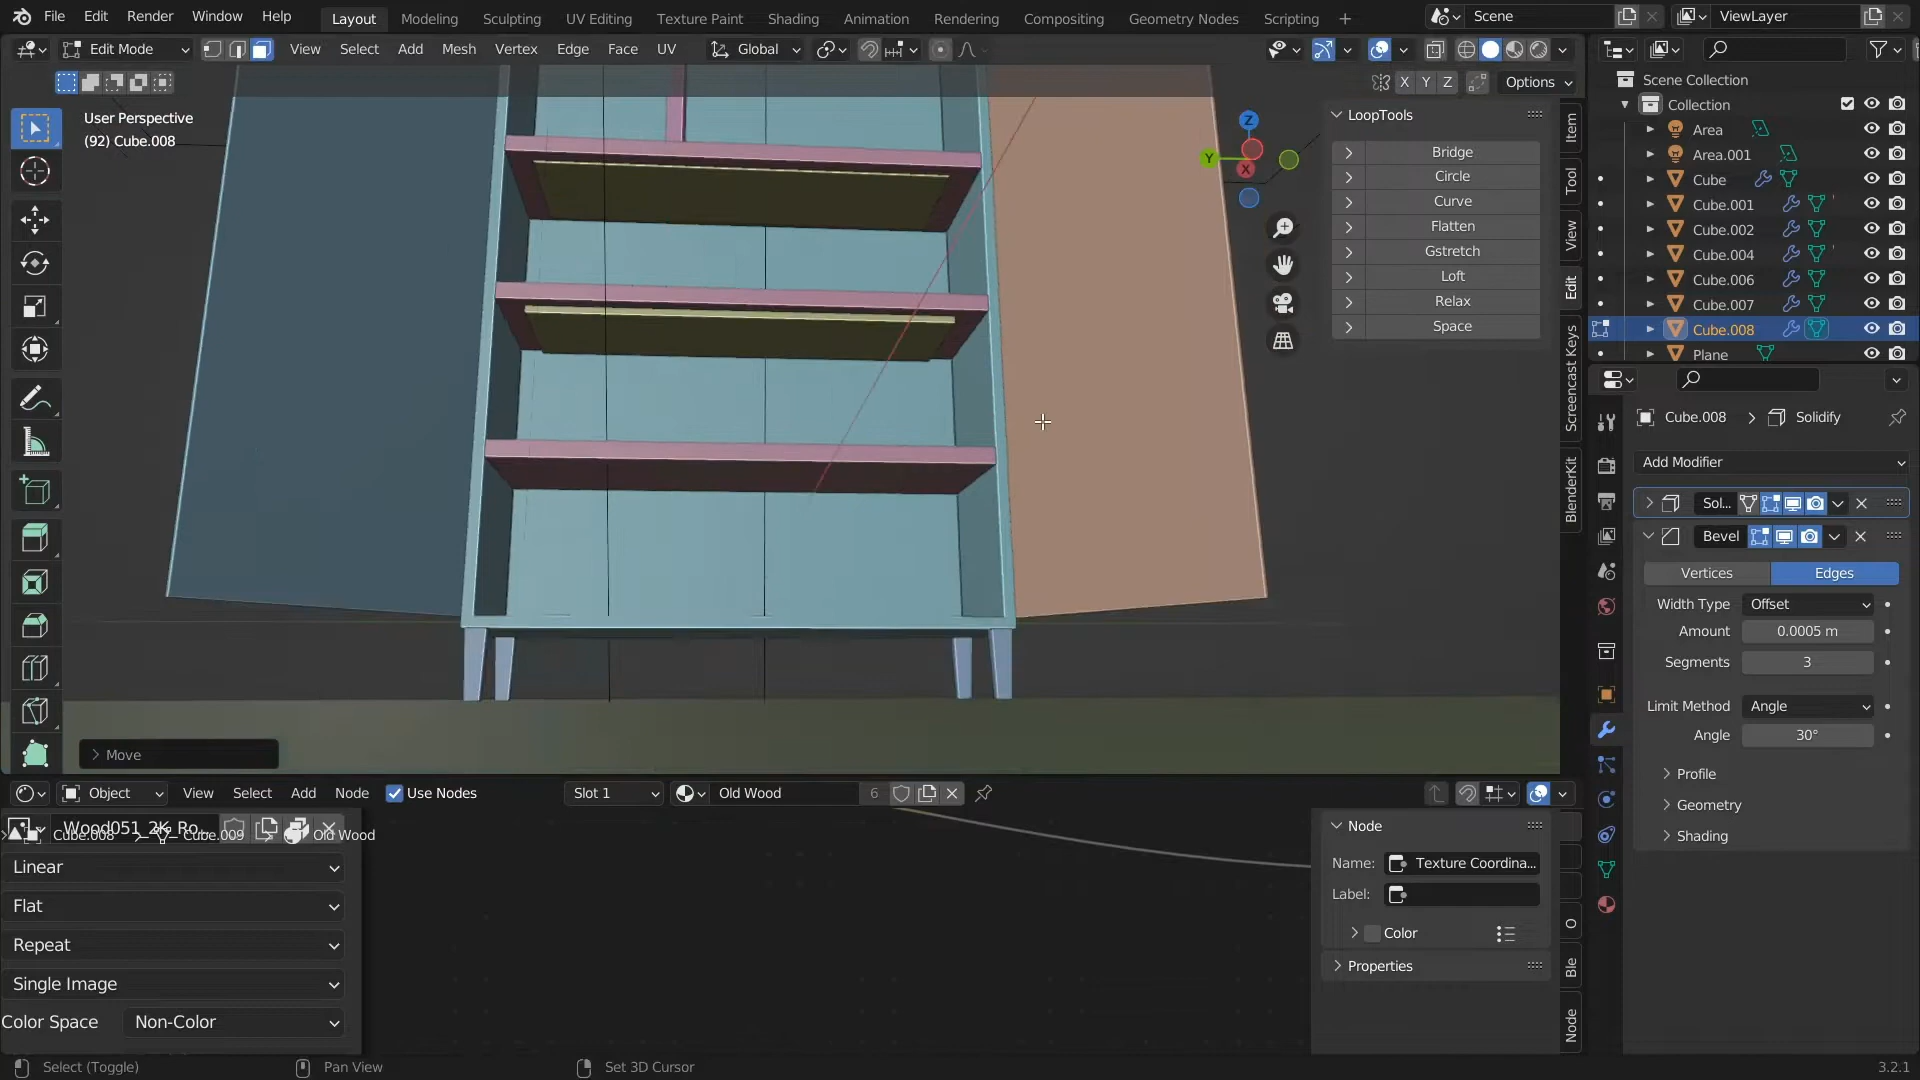 File Edit Render Window Help Layout Modeling Sculpting UV Editing Texture Paint Shading Animation Rendering Compositing Geometry Nodes Scripting + Scene ViewLayer
Edit Mode View Select Add Mesh Vertex Edge Face UV Global
X Y Z Options
User Perspective
(92) Cube.008
Z
Y
X
LoopTools
Bridge
Circle
Curve
Flatten
Gstretch
Loft
Relax
Space
Item
Tool
View
Edit
Screencast Keys
BlenderKit
Scene Collection
Collection
Area
Area.001
Cube
Cube.001
Cube.002
Cube.004
Cube.006
Cube.007
Cube.008
Plane
Cube.008 > Solidify
Add Modifier
Sol...
Bevel
Vertices Edges
Width Type Offset
Amount 0.0005 m
Segments 3
Limit Method Angle
Angle 30°
Profile
Geometry
Shading
Move
Object View Select Add Node Use Nodes Slot 1 Old Wood 6
Wood051_2K_Ro...
Cube.008 Cube.009 Old Wood
Linear
Flat
Repeat
Single Image
Color Space Non-Color
Node
Name: Texture Coordina...
Label:
Color
Properties
O
Ble
Node
Select (Toggle) Pan View Set 3D Cursor 3.2.1